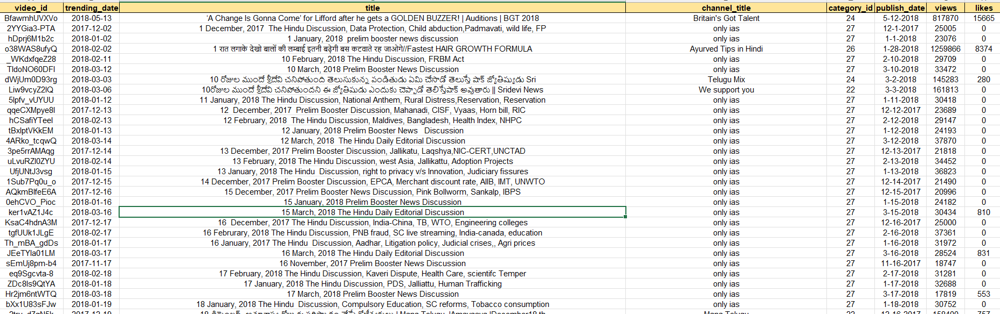 video_id trending_date title channel_title category_id publish_date views likes
BfawmhUVXVo 2018-05-13 ‘A Change Is Gonna Come’ for Lifford after he gets a GOLDEN BUZZER! | Auditions | BGT 2018 Britain's Got Talent 24 5-12-2018 817870 15665
2YYGia3-PTA 2017-12-02 1 December, 2017 The Hindu Discussion, Data Protection, Child abduction,Padmavati, wild life, FP only ias 27 12-1-2017 25005 0
hDprj6M1b2c 2018-01-02 1 January, 2018 prelim booster news discussion only ias 27 1-1-2018 23076 0
o38WAS8ufyQ 2018-02-02 1 रात लगाके देखो बालों की लम्बाई इतनी बढ़ेगी बस कटवाते रह जाओगे//Fastest HAIR GROWTH FORMULA Ayurved Tips in Hindi 26 1-28-2018 1259866 8374
_WKdxfqeZ28 2018-02-11 10 February, 2018 The Hindu Discussion, FRBM Act only ias 27 2-10-2018 29709 0
TldoNO60DFI 2018-03-12 10 March, 2018 Prelim Booster News Discussion only ias 27 3-10-2018 33472 0
dWjUm0D93rg 2018-03-03 10 రోజుల ముందే శ్రీదేవి చనిపోతుంది తెలుసుకున్న పండితుడు ఏమి చేసాడో తెలుస్తే షాక్ జ్యోతిష్యుడు Sri Telugu Mix 24 3-2-2018 145283 280
Liw9vcyZ2lQ 2018-03-06 10రోజుల ముందే శ్రీదేవి చనిపోతుందని ఈ జ్యోతిషుడు ఎందుకు చెప్పాడో తెలిస్తేషాక్ అవుతారు || Sridevi News We support you 22 3-3-2018 161813 0
5lpfv_vUYUU 2018-01-12 11 January, 2018 The Hindu Discussion, National Anthem, Rural Distress,Reservation, Reservation only ias 27 1-11-2018 30418 0
qqeCXMpye8I 2017-12-13 12 December, 2017 Prelim Booster Discussion, Mahanadi, CISF, Vyaas, Horn bill, RIC only ias 27 12-12-2017 23689 0
hCSafiYTeeI 2018-02-13 12 February, 2018 The Hindu Discussion, Maldives, Bangladesh, Health Index, NHPC only ias 27 2-12-2018 29147 0
tBxlptVKkEM 2018-01-13 12 January, 2018 Prelim Booster News Discussion only ias 27 1-12-2018 24193 0
4ARko_tcqwQ 2018-03-14 12 March, 2018 The Hindu Daily Editorial Discussion only ias 27 3-12-2018 37870 0
3pe5rrAMAqg 2017-12-14 13 December, 2017 Prelim Booster Discussion, Jallikatu, Laqshya,NIC-CERT,UNCTAD only ias 27 12-13-2017 21818 0
uLvuRZl0ZYU 2018-02-14 13 February, 2018 The Hindu Discussion, west Asia, Jallikattu, Adoption Projects only ias 27 2-13-2018 34452 0
UfjUNtJ3vsg 2018-01-15 13 January, 2018 The Hindu Discussion, right to privacy v/s Innovation, Judiciary fissures only ias 27 1-13-2018 36823 0
1Sub7Pq0u_o 2017-12-15 14 December, 2017 Prelim Booster Discussion, EPCA, Merchant discount rate, AIIB, IMT, UNWTO only ias 27 12-14-2017 21490 0
AQkmBlfeE6A 2017-12-16 15 December, 2017 Prelim Booster News Discussion, Pink Bollworm, Sankalp, IBPS only ias 27 12-15-2017 20996 0
0ehCVO_Pioc 2018-01-16 15 January, 2018 Prelim Booster News Discussion only ias 27 1-15-2018 24182 0
ker1vAZ1J4c 2018-03-16 15 March, 2018 The Hindu Daily Editorial Discussion only ias 27 3-15-2018 30434 810
KsaC4hdnA3M 2017-12-17 16 December, 2017 The Hindu Discussion, India-China, TB, WTO, Engineering colleges only ias 27 12-16-2017 25000 0
tgfUUk1JLgE 2018-02-17 16 Februrary, 2018 The Hindu Discussion, PNB fraud, SC live streaming, India-canada, education only ias 27 2-16-2018 37361 0
Th_mBA_gdDs 2018-01-17 16 January, 2017 The Hindu Discussion, Aadhar, Litigation policy, Judicial crises,, Agri prices only ias 27 1-16-2018 31972 0
JEeTYla01LM 2018-03-17 16 March, 2018 The Hindu Daily Editorial Discussion only ias 27 3-16-2018 28524 831
sEmUj8pm-b4 2017-11-17 16 November, 2017 Prelim Booster News Discussion only ias 27 11-16-2017 18747 0
eq9Sgcvta-8 2018-02-18 17 February, 2018 The Hindu Discussion, Kaveri Dispute, Health Care, scientifc Temper only ias 27 2-17-2018 31281 0
ZDc8ls9QtYA 2018-01-18 17 January, 2018 The Hindu Discussion, PDS, Jalliattu, Human Trafficking only ias 27 1-17-2018 32688 0
Hr2jm6ntWTQ 2018-03-18 17 March, 2018 Prelim Booster News Discussion only ias 27 3-17-2018 17819 553
bXx1U83sFJw 2018-01-19 18 January, 2018 The Hindu Discussion, Compulsory Education, SC reforms, Tobacco consumption only ias 27 1-18-2018 30752 0